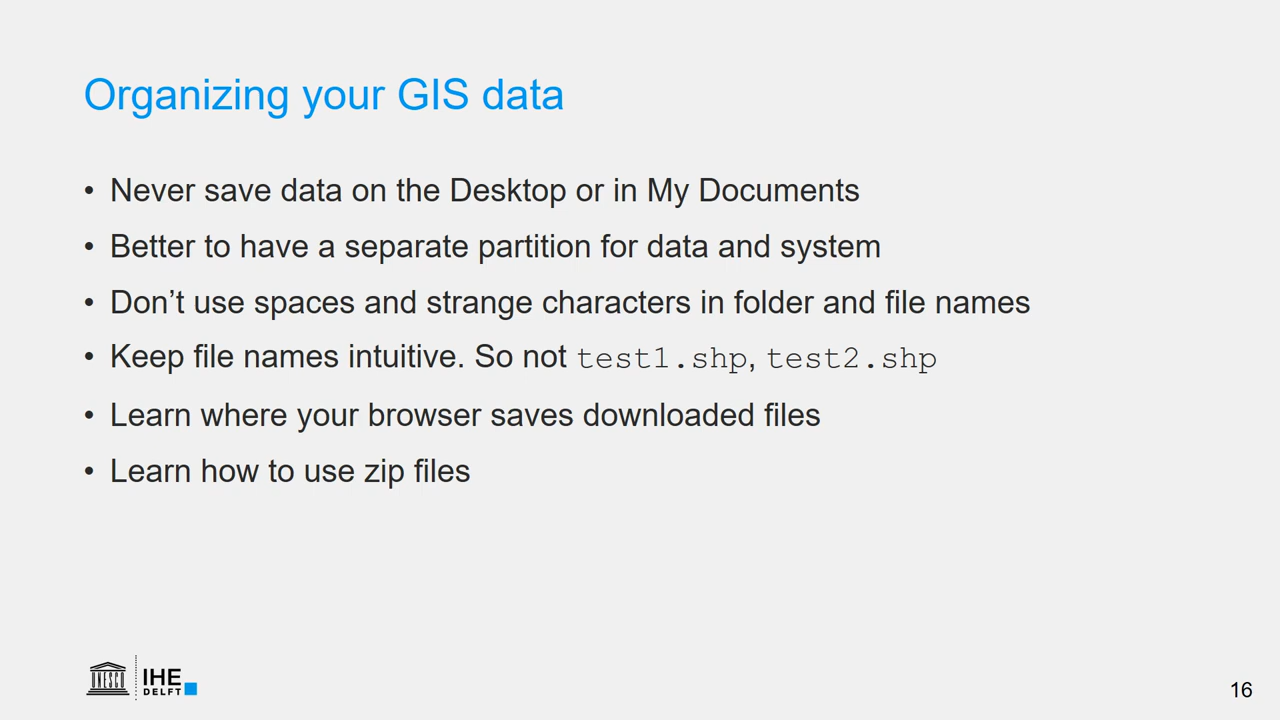 Organizing your GIS data
• Never save data on the Desktop or in My Documents
• Better to have a separate partition for data and system
• Don’t use spaces and strange characters in folder and file names
• Keep file names intuitive. So not test1.shp, test2.shp
• Learn where your browser saves downloaded files
• Learn how to use zip files
UNESCO
IHE
DELFT
16